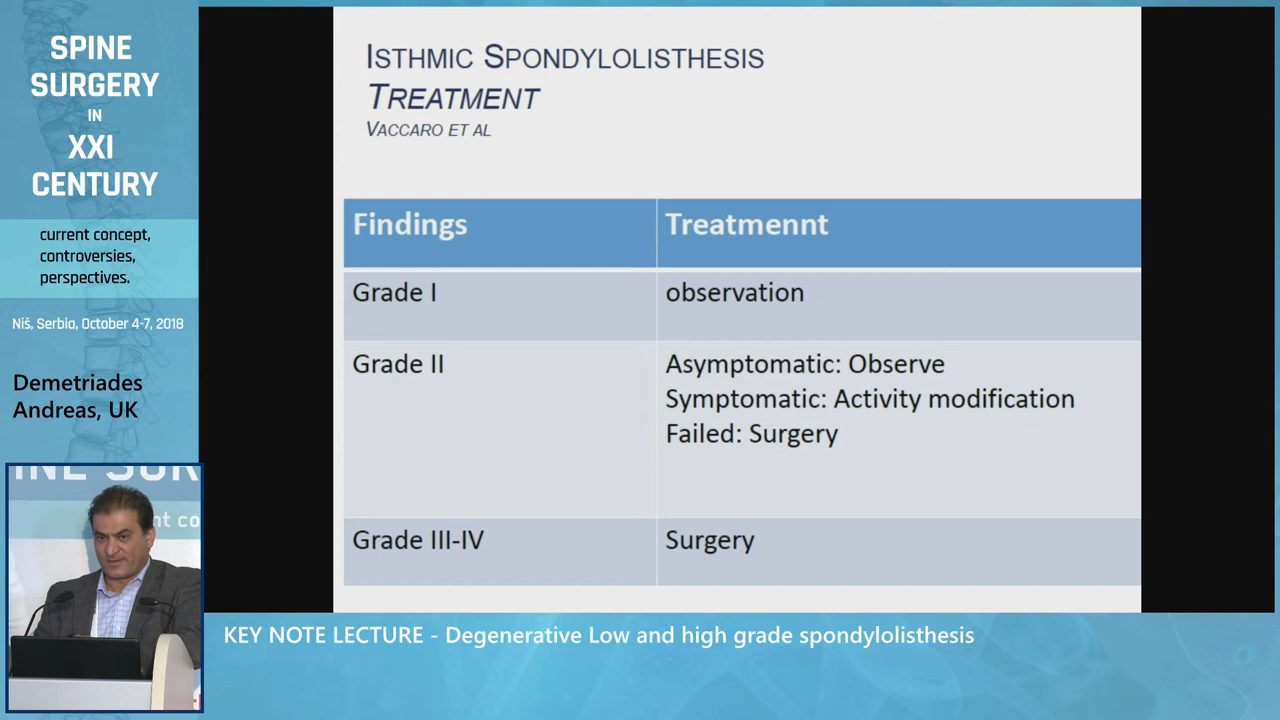 SPINE
SURGERY
IN
XXI
CENTURY
current concept,
controversies,
perspectives.
Niš, Serbia, October 4-7, 2018
Demetriades
Andreas, UK
ISTHMIC SPONDYLOLISTHESIS
TREATMENT
VACCARO ET AL
Findings
Treatmennt
Grade I
observation
Grade II
Asymptomatic: Observe
Symptomatic: Activity modification
Failed: Surgery
Grade III-IV
Surgery
KEY NOTE LECTURE - Degenerative Low and high grade spondylolisthesis